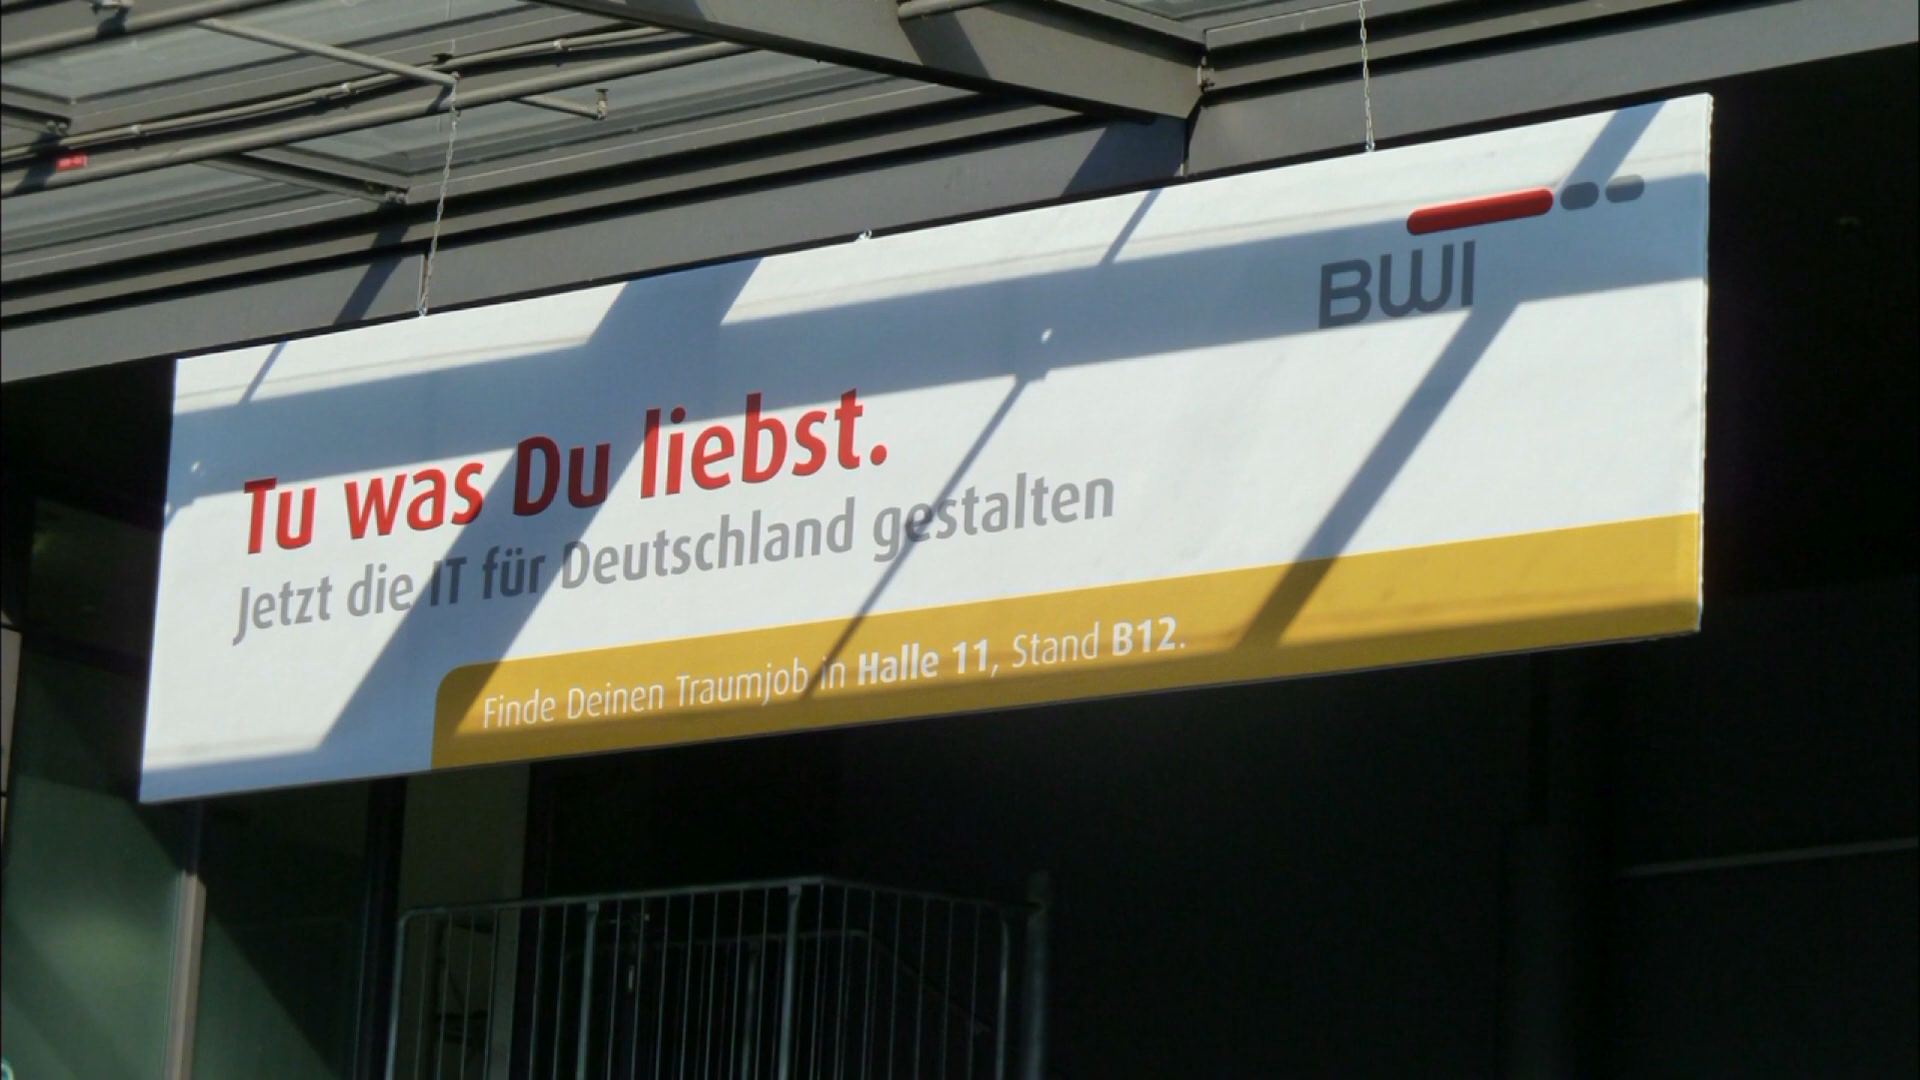 BWI
Tu was Du liebst.
Jetzt die IT für Deutschland gestalten
Finde Deinen Traumjob in Halle 11, Stand B12.